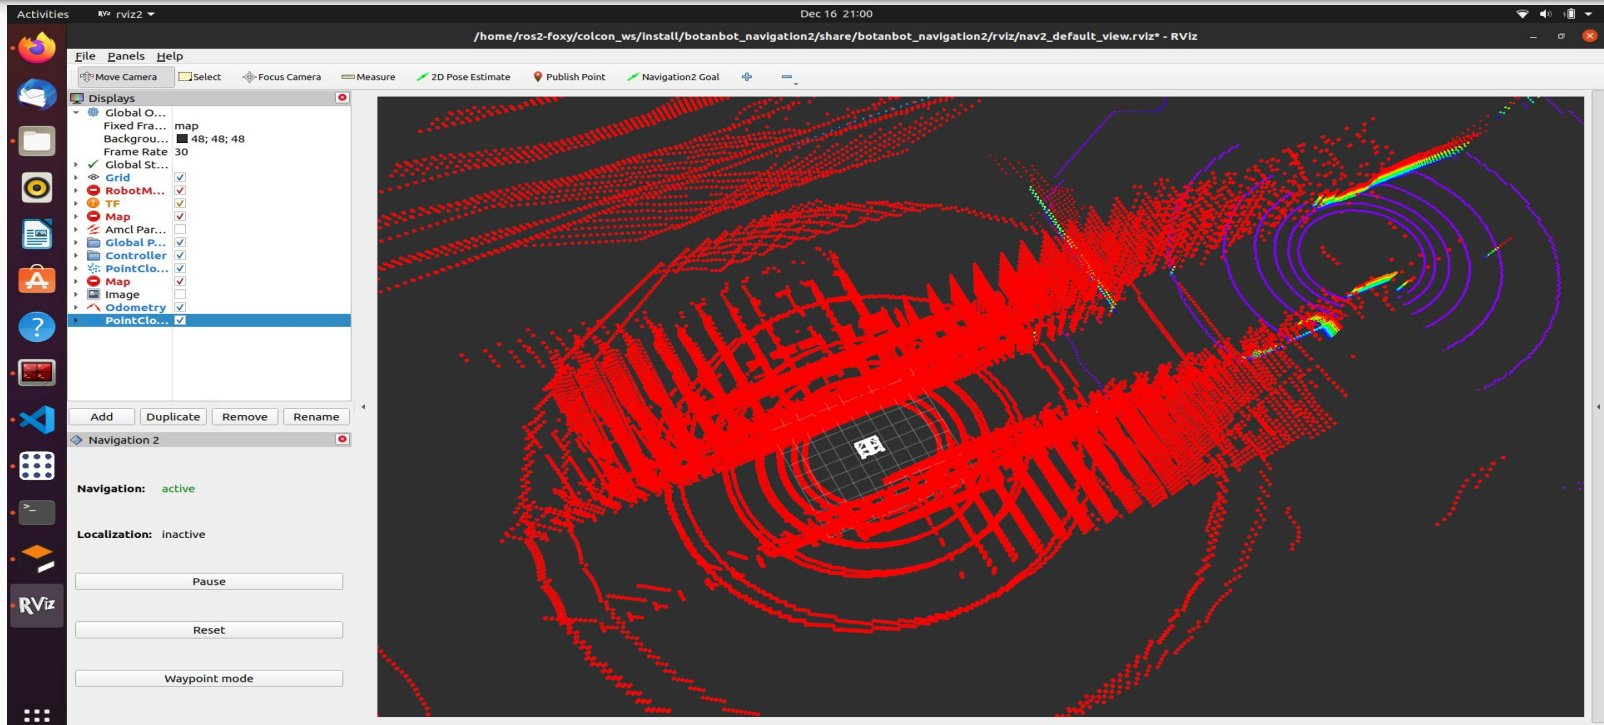 Activities rviz2 Dec 16 21:00
/home/ros2-foxy/colcon_ws/install/botanbot_navigation2/share/botanbot_navigation2/rviz/nav2_default_view.rviz* - RViz
File Panels Help
Move Camera Select Focus Camera Measure 2D Pose Estimate Publish Point Navigation2 Goal
Displays
Global O...
Fixed Fra... map
Backgrou... 48; 48; 48
Frame Rate 30
Global St...
Grid
RobotM...
TF
Map
Amcl Par...
Global P...
Controller
PointClo...
Map
Image
Odometry
PointClo...
Add Duplicate Remove Rename
Navigation 2
Navigation: active
Localization: inactive
Pause
RViz
Reset
Waypoint mode